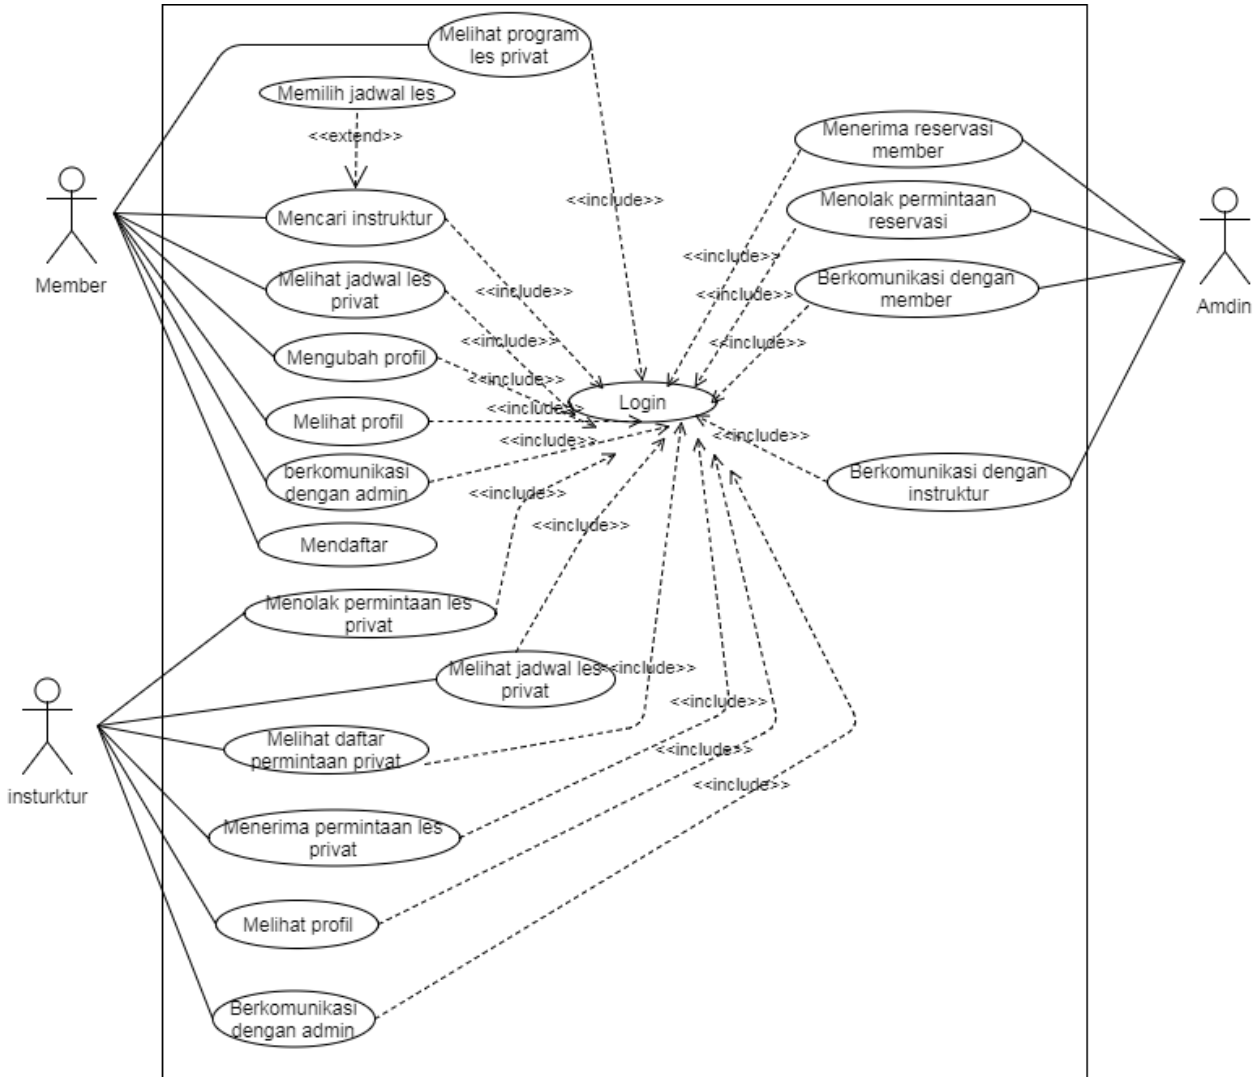 Melihat program
les privat
Memilih jadwal les
<<extend>>
Menerima reservasi
member
Mencari instruktur
<<include>>
Menolak permintaan
reservasi
Member
Melihat jadwal les
privat
<<include>>
<<include>>
<<include>>
Berkomunikasi dengan
member
Amdin
Mengubah profil
<<include>>
<<include>>
<<include>>
Login
Melihat profil
<<include>>
berkomunikasi
dengan admin
<<include>>
<<include>>
Berkomunikasi dengan
instruktur
<<include>>
Mendaftar
<<include>>
Menolak permintaan les
privat
Melihat jadwal les
privat
<<include>>
insturktur
Melihat daftar
permintaan privat
<<include>>
<<include>>
<<include>>
Menerima permintaan les
privat
Melihat profil
Berkomunikasi
dengan admin